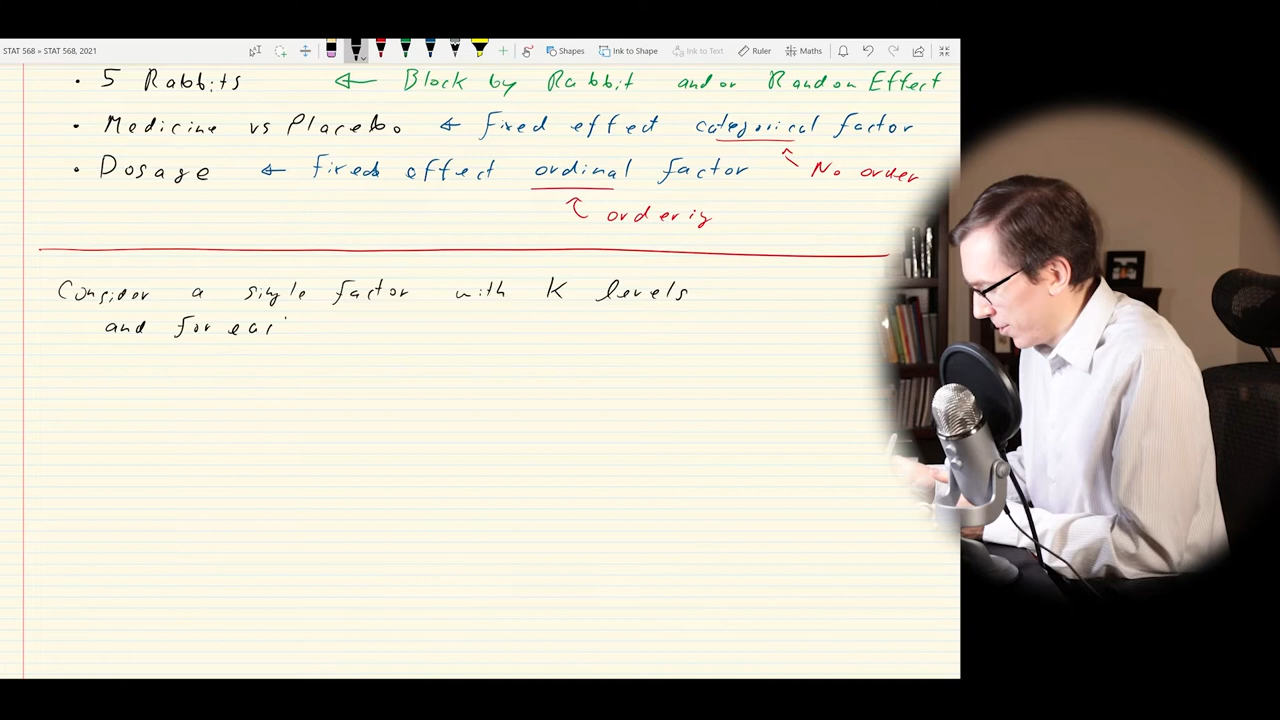 STAT 568 » STAT 568, 2021
Shapes Ink to Shape Ink to Text Ruler Maths
• 5 Rabbits ← Block by Rabbit and/or Random Effect
• Medicine vs Placebo ← fixed effect categorical factor
• Dosage ← fixed effect ordinal factor No order
orderig
Consider a single factor with K levels
and for eac